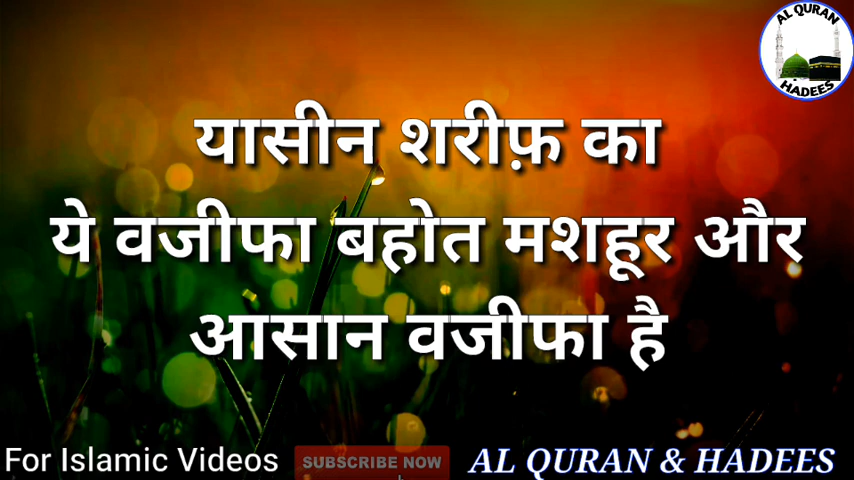 AL QURAN
HADEES
यासीन शरीफ़ का
ये वजीफा बहोत मशहूर और
आसान वजीफा है
For Islamic Videos SUBSCRIBE NOW AL QURAN & HADEES